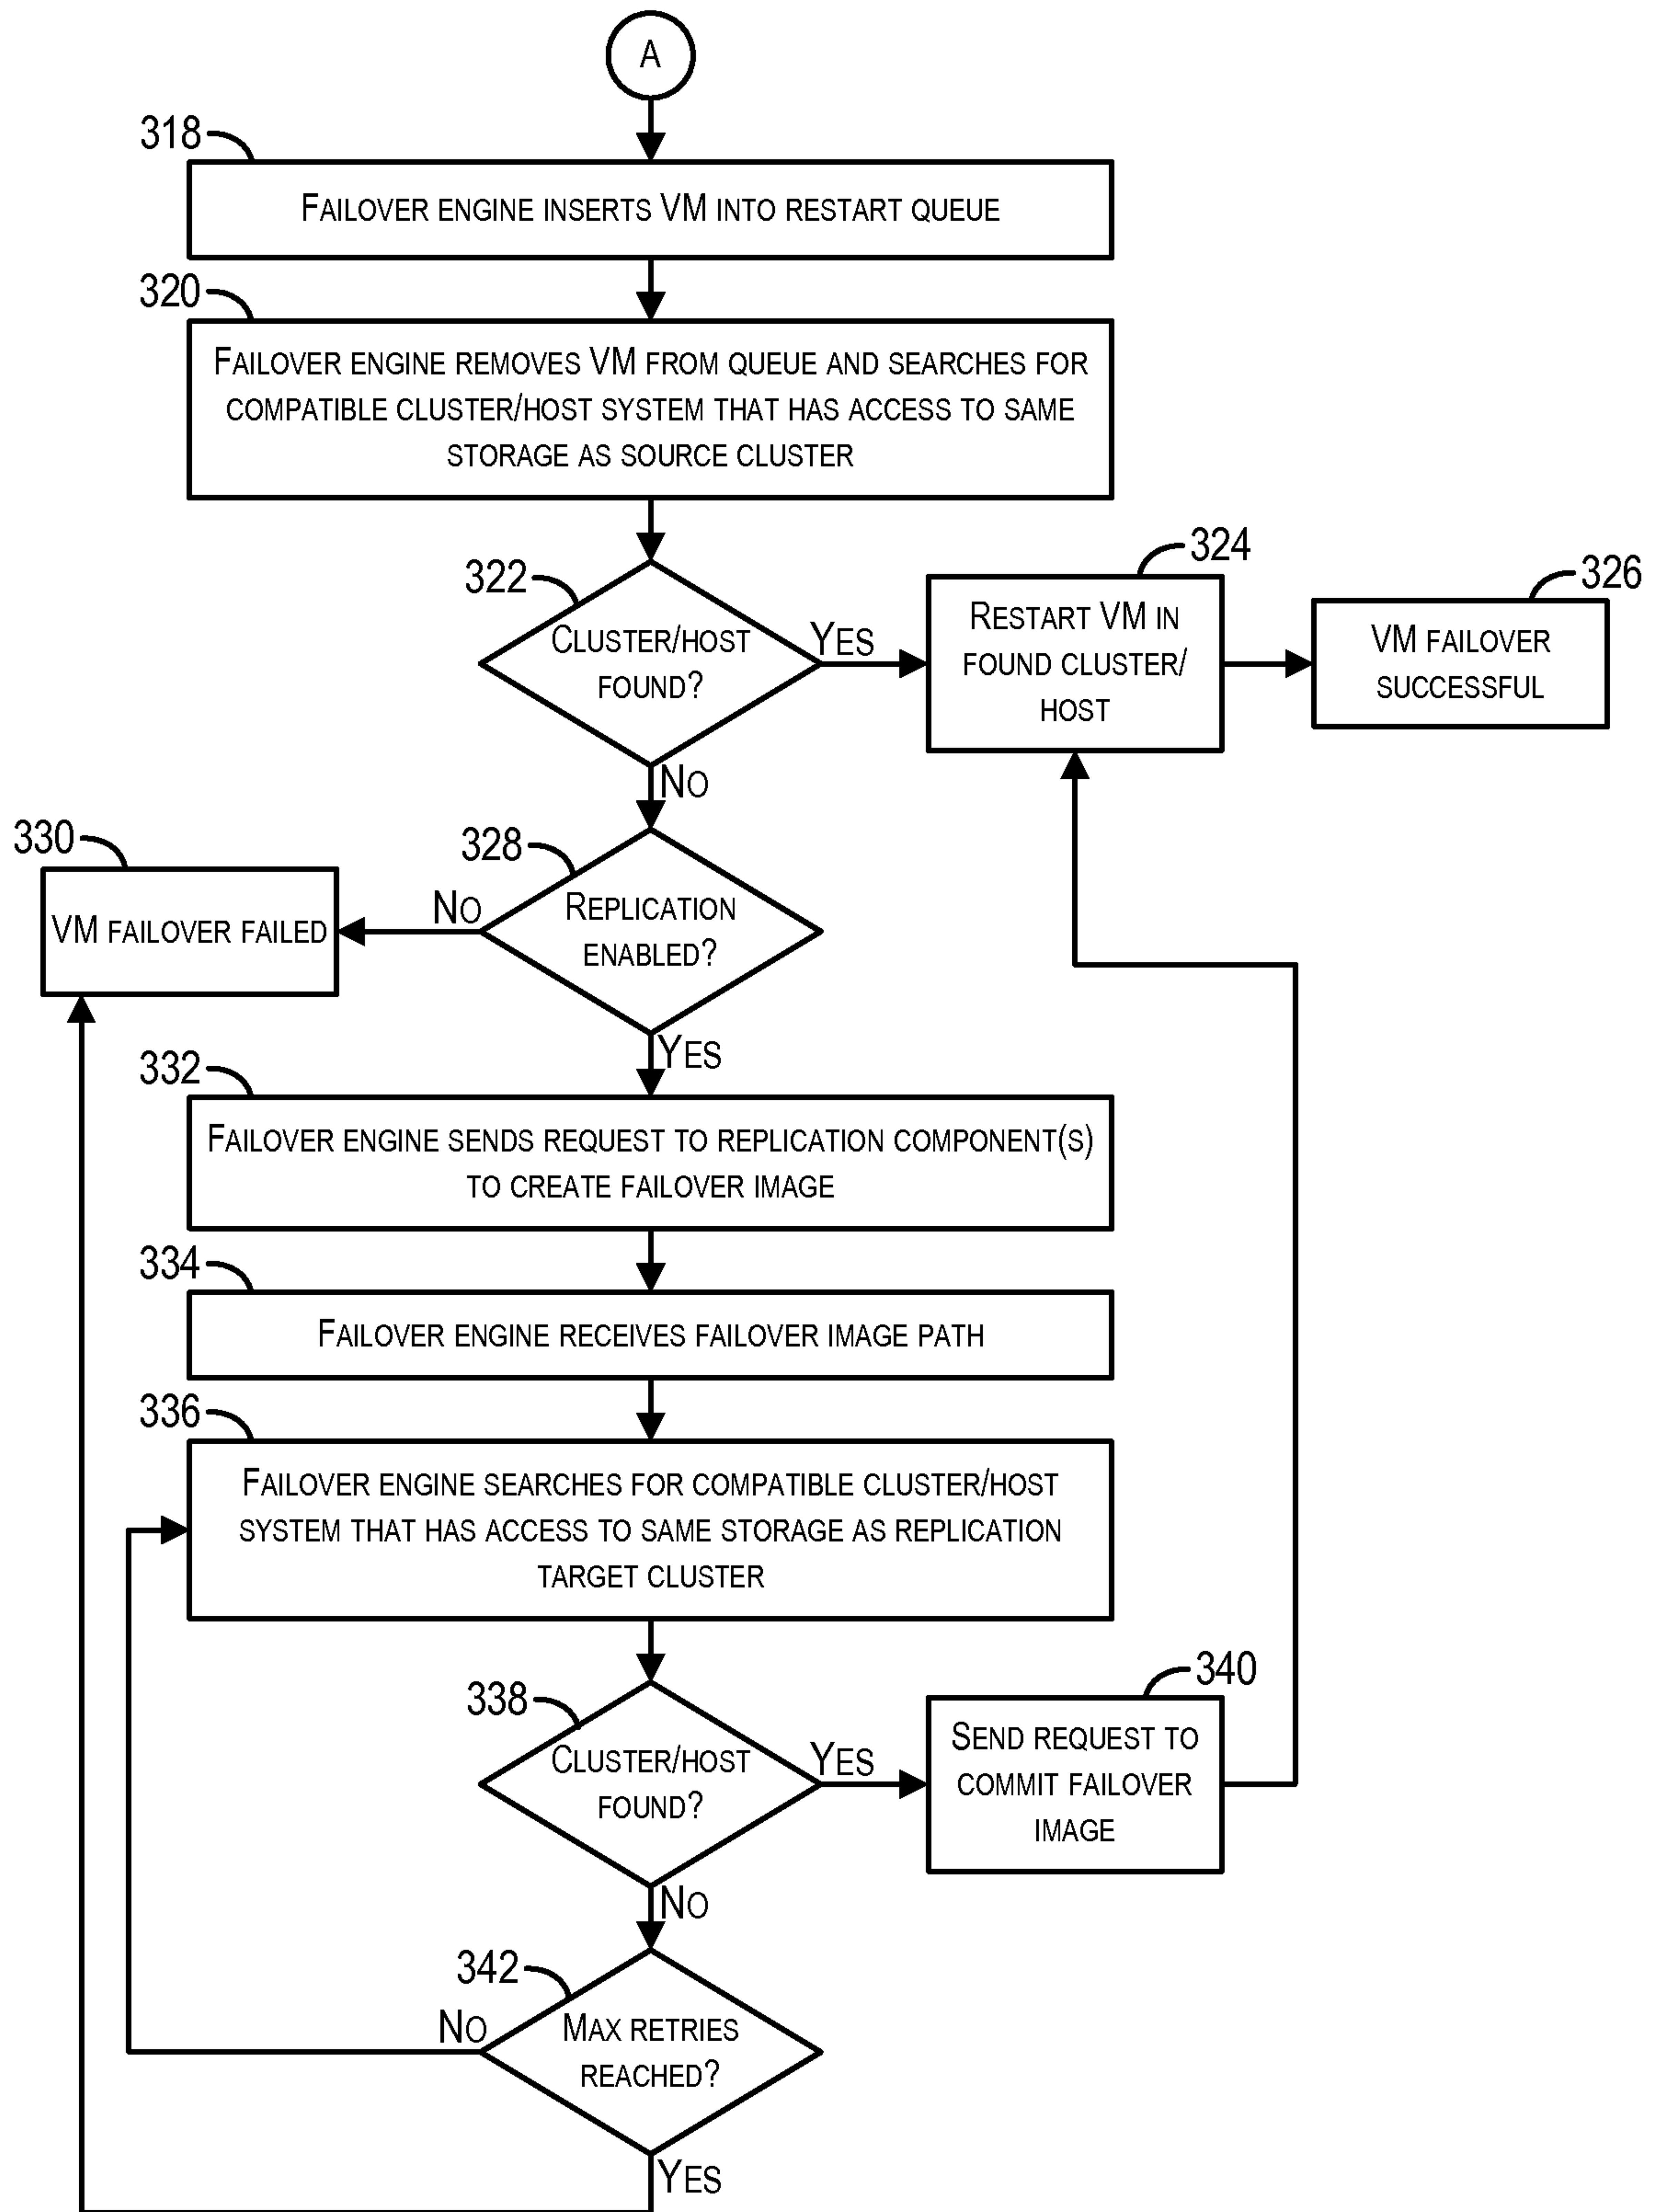 A
318
FAILOVER ENGINE INSERTS VM INTO RESTART QUEUE
320
FAILOVER ENGINE REMOVES VM FROM QUEUE AND SEARCHES FOR
COMPATIBLE CLUSTER/HOST SYSTEM THAT HAS ACCESS TO SAME
STORAGE AS SOURCE CLUSTER
322
CLUSTER/HOST
FOUND?
YES
324
RESTART VM IN
FOUND CLUSTER/
HOST
326
VM FAILOVER
SUCCESSFUL
NO
328
REPLICATION
ENABLED?
NO
330
VM FAILOVER FAILED
YES
332
FAILOVER ENGINE SENDS REQUEST TO REPLICATION COMPONENT(S)
TO CREATE FAILOVER IMAGE
334
FAILOVER ENGINE RECEIVES FAILOVER IMAGE PATH
336
FAILOVER ENGINE SEARCHES FOR COMPATIBLE CLUSTER/HOST
SYSTEM THAT HAS ACCESS TO SAME STORAGE AS REPLICATION
TARGET CLUSTER
338
CLUSTER/HOST
FOUND?
YES
340
SEND REQUEST TO
COMMIT FAILOVER
IMAGE
NO
342
MAX RETRIES
REACHED?
NO
YES